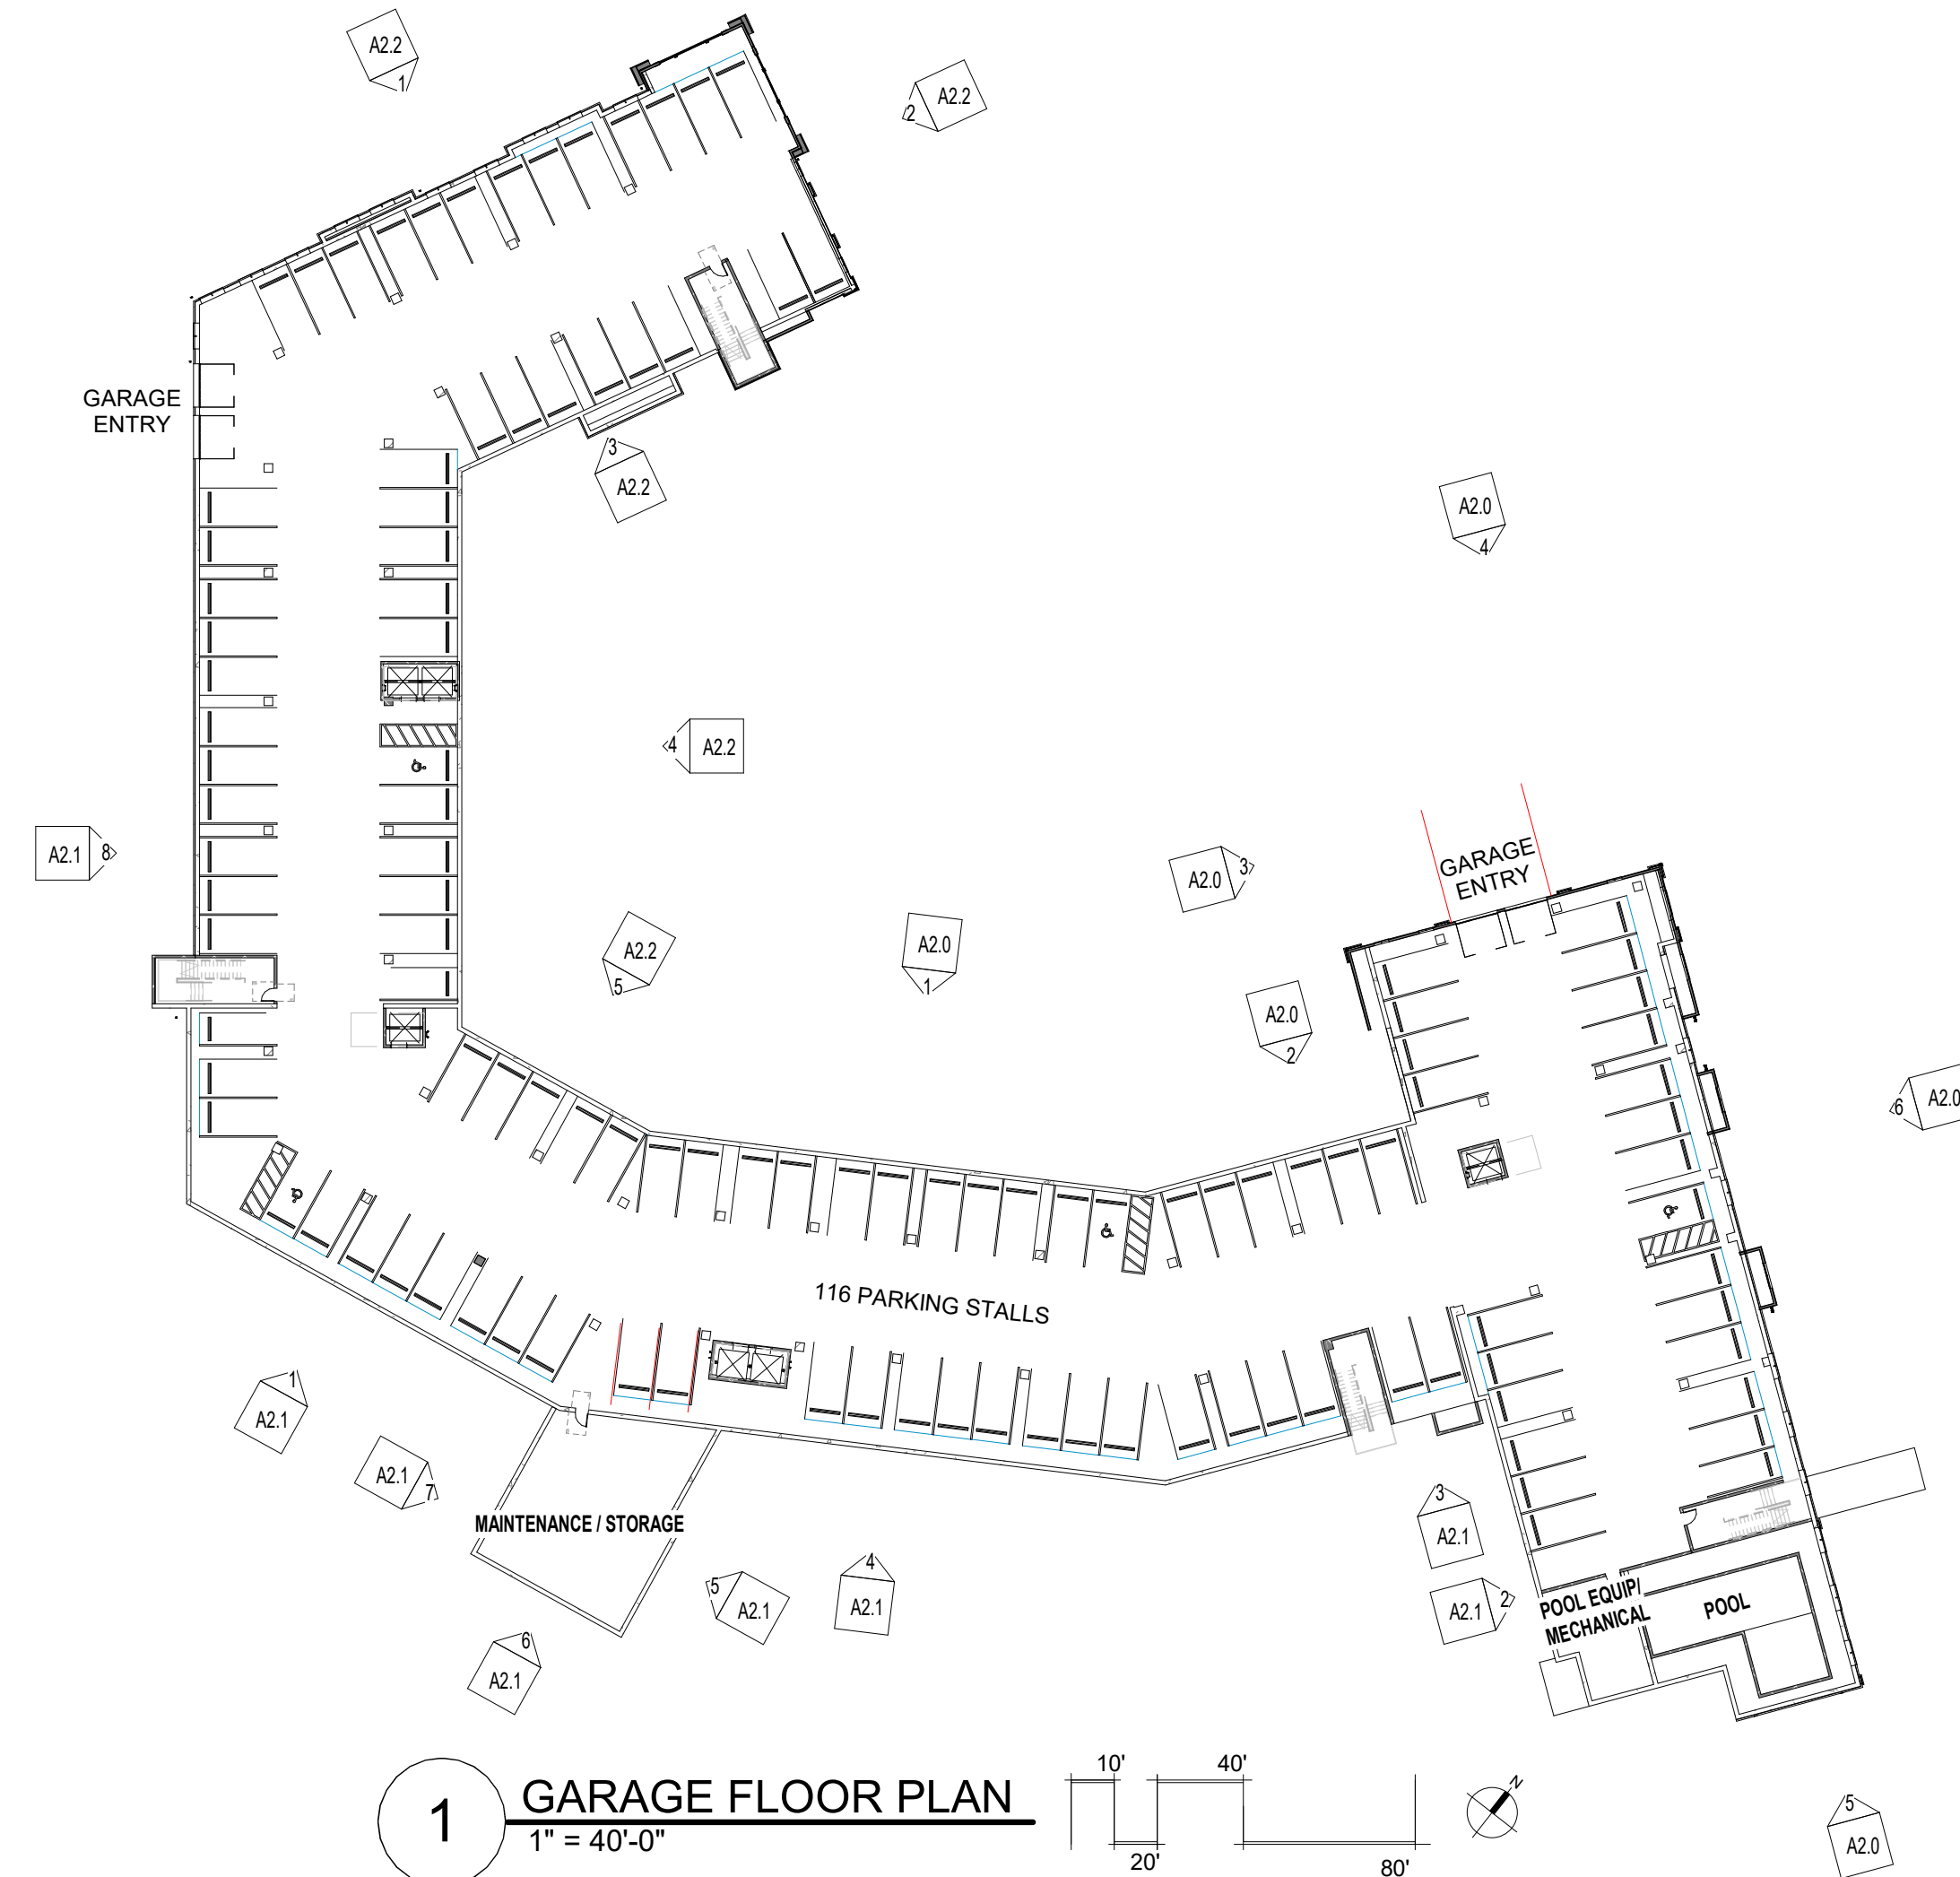 A2.2
1
2
A2.2
GARAGE
ENTRY
3
A2.2
A2.0
4
4
A2.2
A2.1
8
GARAGE
ENTRY
A2.0
3
A2.2
5
A2.0
1
A2.0
2
6
A2.0
116 PARKING STALLS
1
A2.1
A2.1
7
MAINTENANCE / STORAGE
3
A2.1
5
A2.1
4
A2.1
A2.1
2
POOL EQUIP/
MECHANICAL
POOL
6
A2.1
1
GARAGE FLOOR PLAN
1" = 40'-0"
10'
40'
20'
80'
N
5
A2.0